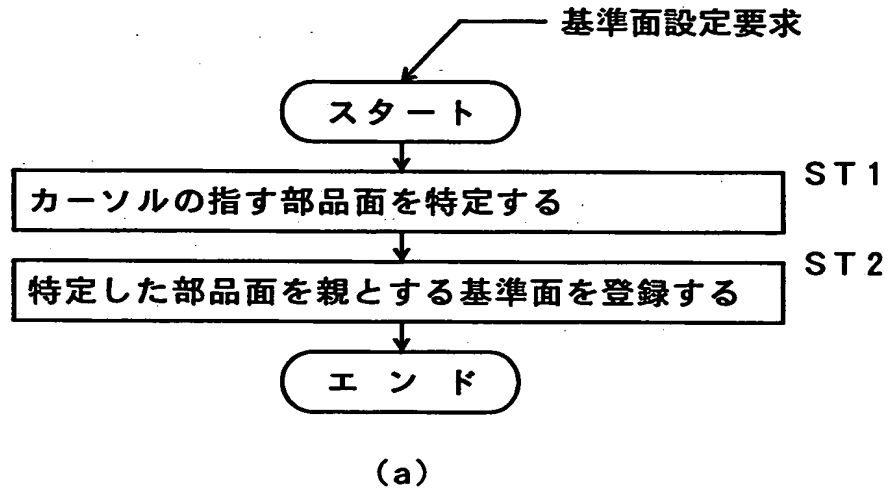 基準面設定要求
スタート
ST1
カーソルの指す部品面を特定する
ST2
特定した部品面を親とする基準面を登録する
エンド
(a)